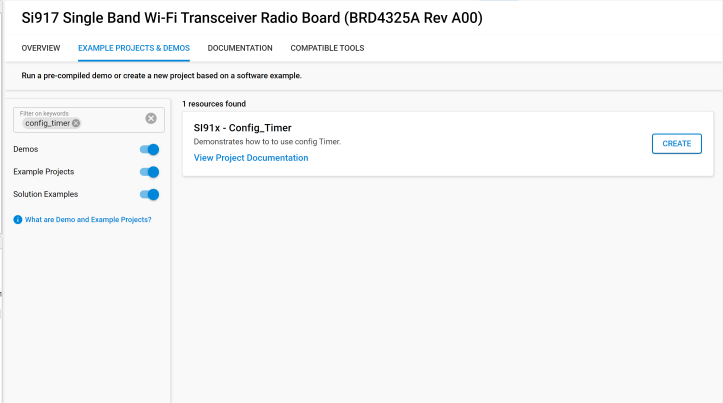 Si917 Single Band Wi-Fi Transceiver Radio Board (BRD4325A Rev A00)
OVERVIEW EXAMPLE PROJECTS & DEMOS DOCUMENTATION COMPATIBLE TOOLS
Run a pre-compiled demo or create a new project based on a software example.
Filter on keywords
config_timer
Demos
Example Projects
Solution Examples
What are Demo and Example Projects?
1 resources found
SI91x - Config_Timer
Demonstrates how to to use config Timer.
View Project Documentation
CREATE